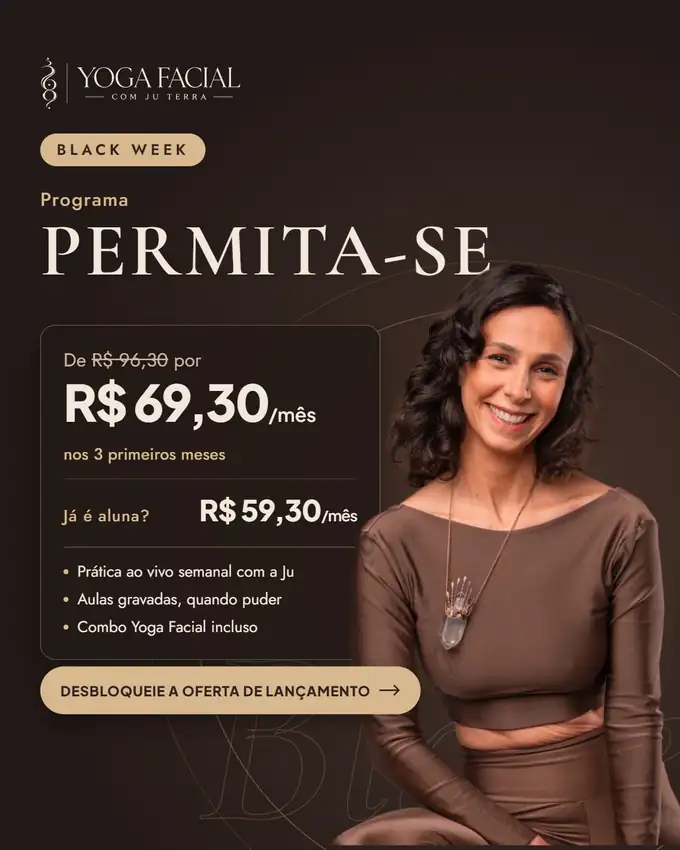 YOGA FACIAL
COM JU TERRA
BLACK WEEK
Programa
PERMITA-SE
De R$ 96,30 por
R$ 69,30/mês
nos 3 primeiros meses
Já é aluna? R$ 59,30/mês
• Prática ao vivo semanal com a Ju
• Aulas gravadas, quando puder
• Combo Yoga Facial incluso
DESBLOQUEIE A OFERTA DE LANÇAMENTO →